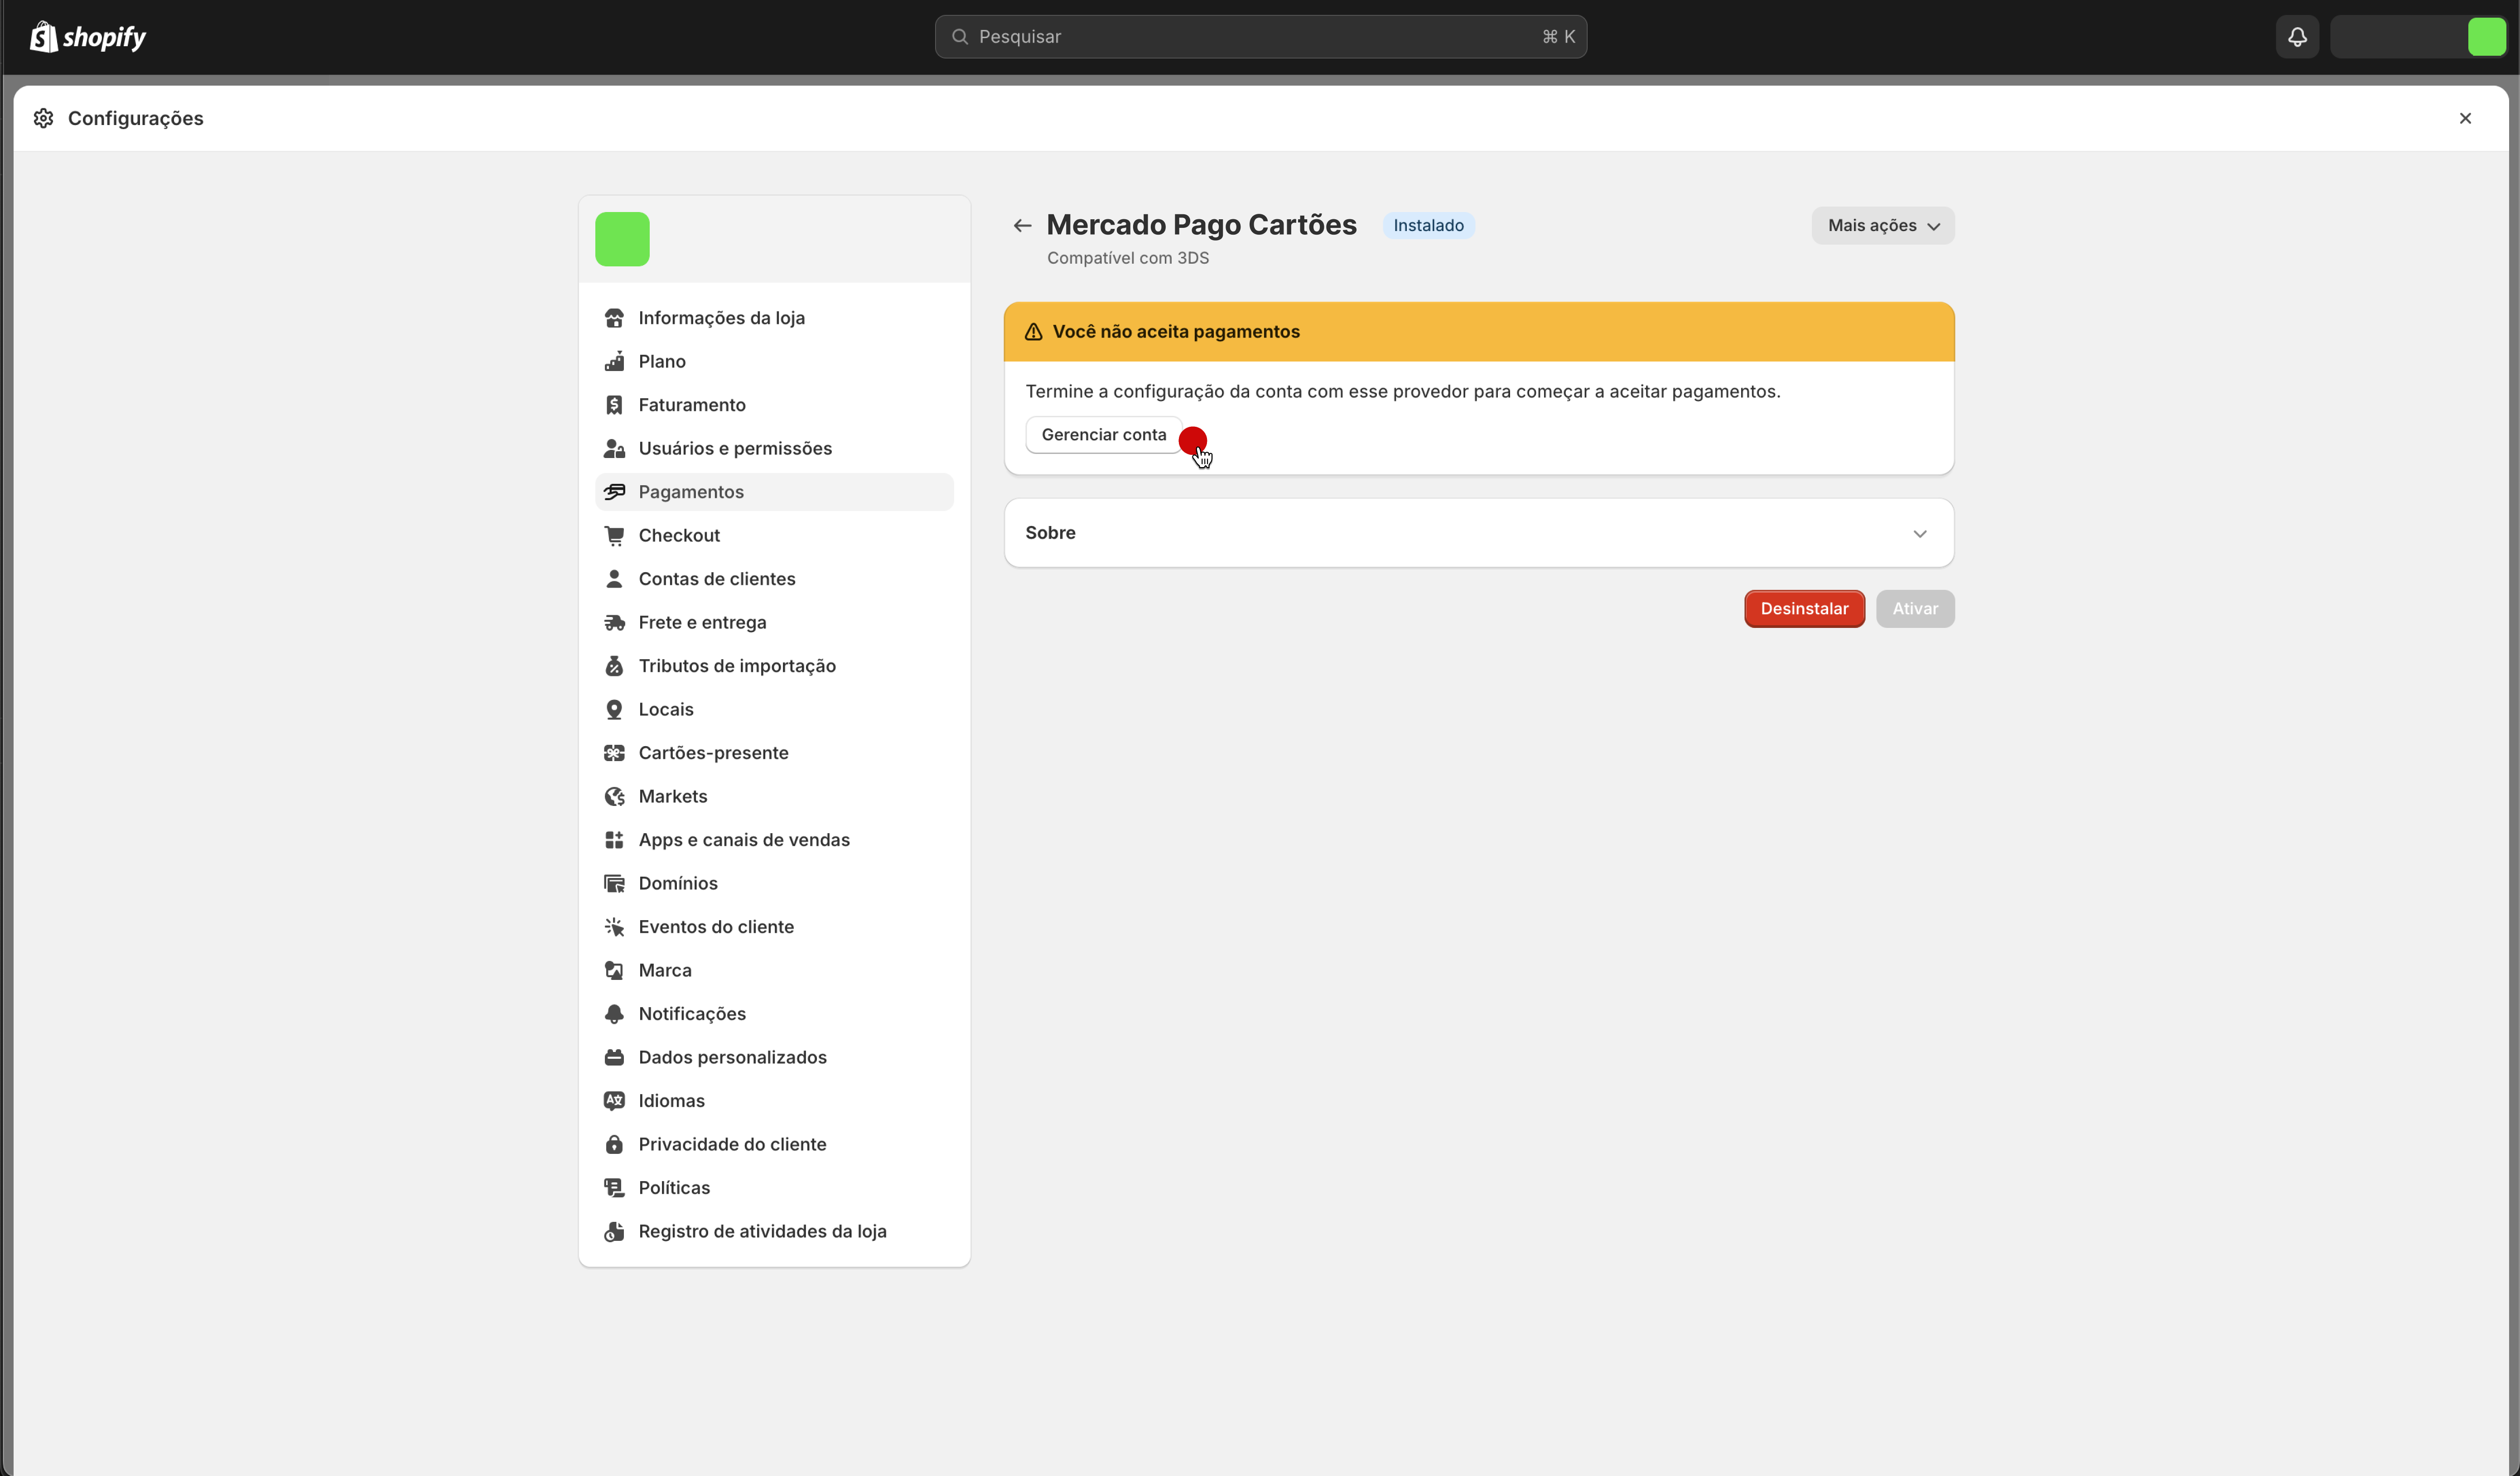 shopify
Pesquisar
⌘ K
Configurações
Informações da loja
Plano
Faturamento
Usuários e permissões
Pagamentos
Checkout
Contas de clientes
Frete e entrega
Tributos de importação
Locais
Cartões-presente
Markets
Apps e canais de vendas
Domínios
Eventos do cliente
Marca
Notificações
Dados personalizados
Idiomas
Privacidade do cliente
Políticas
Registro de atividades da loja
Mercado Pago Cartões
Instalado
Mais ações
Compatível com 3DS
Você não aceita pagamentos
Termine a configuração da conta com esse provedor para começar a aceitar pagamentos.
Gerenciar conta
Sobre
Desinstalar
Ativar